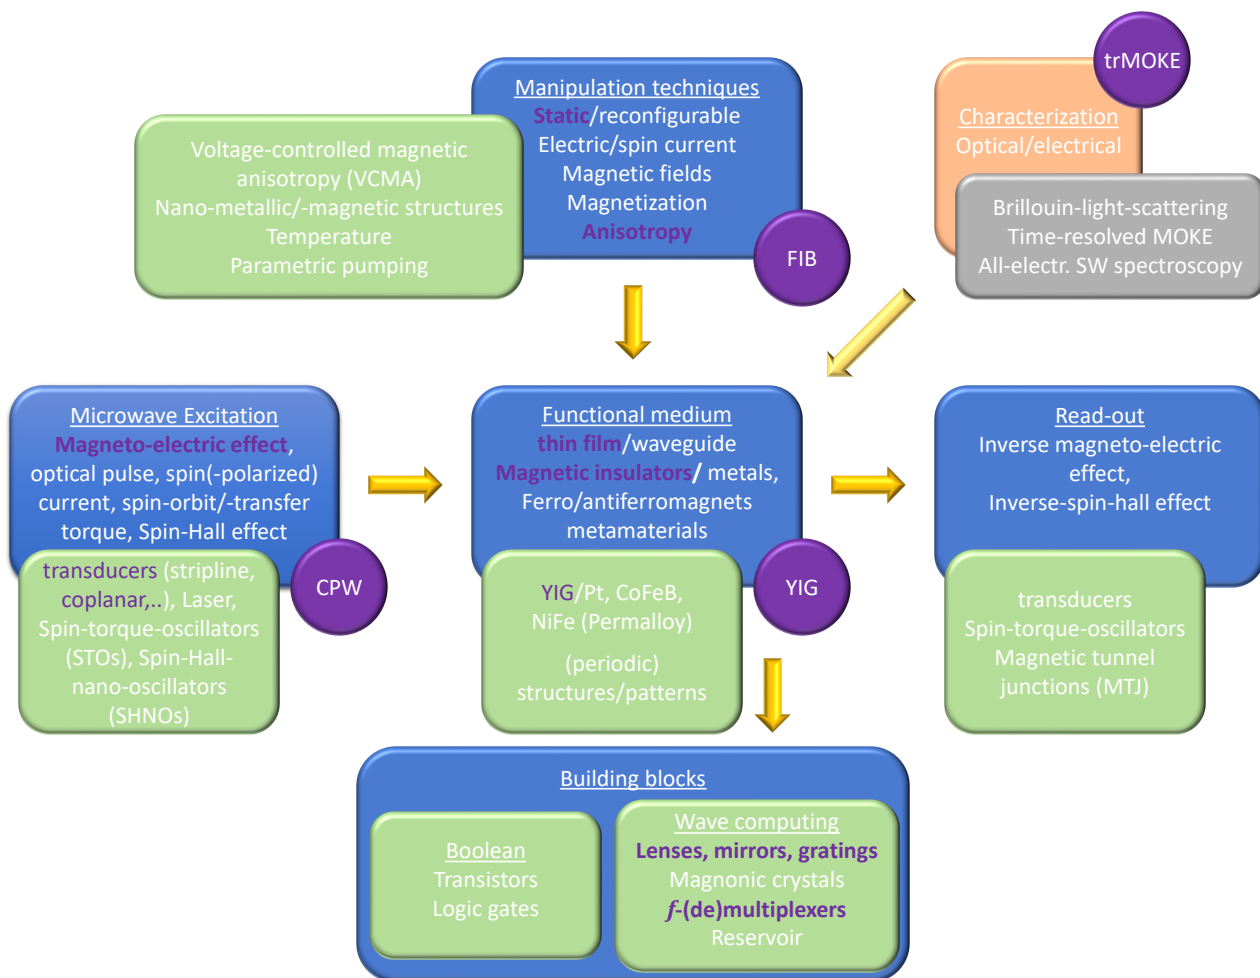 trMOKE
Manipulation techniques
Static/reconfigurable
Electric/spin current
Magnetic fields
Magnetization
Anisotropy
Voltage-controlled magnetic
anisotropy (VCMA)
Nano-metallic/-magnetic structures
Temperature
Parametric pumping
FIB
Characterization
Optical/electrical
Brillouin-light-scattering
Time-resolved MOKE
All-electr. SW spectroscopy
Microwave Excitation
Magneto-electric effect,
optical pulse, spin(-polarized)
current, spin-orbit/-transfer
torque, Spin-Hall effect
transducers (stripline,
coplanar,..), Laser,
Spin-torque-oscillators
(STOs), Spin-Hall-
nano-oscillators
(SHNOs)
CPW
Functional medium
thin film/waveguide
Magnetic insulators/ metals,
Ferro/antiferromagnets
metamaterials
YIG/Pt, CoFeB,
NiFe (Permalloy)
(periodic)
structures/patterns
YIG
Read-out
Inverse magneto-electric
effect,
Inverse-spin-hall effect
transducers
Spin-torque-oscillators
Magnetic tunnel
junctions (MTJ)
Building blocks
Boolean
Transistors
Logic gates
Wave computing
Lenses, mirrors, gratings
Magnonic crystals
f-(de)multiplexers
Reservoir